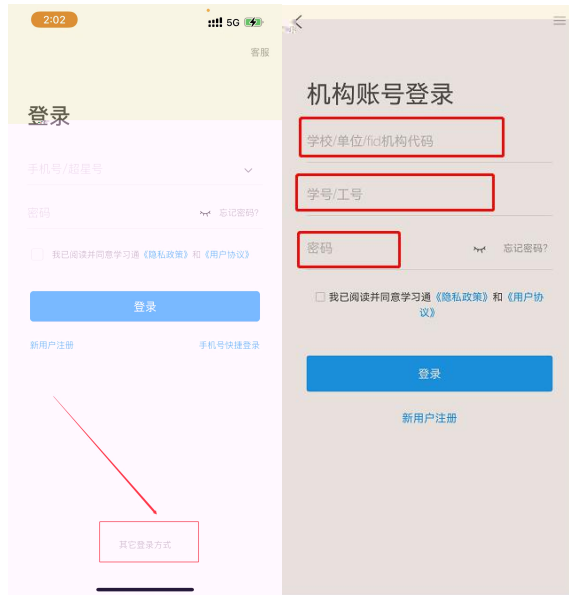 2:02
5G
客服
登录
手机号/超星号
密码
忘记密码?
我已阅读并同意学习通《隐私政策》和《用户协议》
登录
新用户注册
手机号快捷登录
其它登录方式
机构账号登录
学校/单位/fid机构代码
学号/工号
密码
忘记密码?
我已阅读并同意学习通《隐私政策》和《用户协
议》
登录
新用户注册